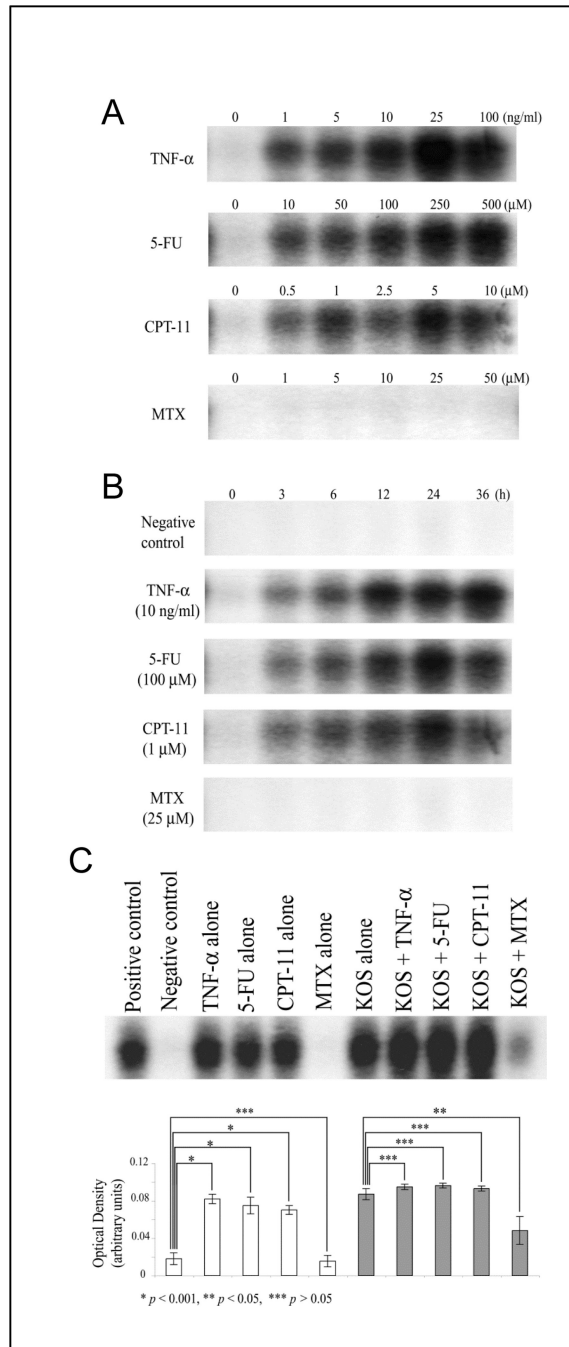 A
0 1 5 10 25 100 (ng/ml)
TNF-α
0 10 50 100 250 500 (μM)
5-FU
0 0.5 1 2.5 5 10 (μM)
CPT-11
0 1 5 10 25 50 (μM)
MTX
B
0 3 6 12 24 36 (h)
Negative
control
TNF-α
(10 ng/ml)
5-FU
(100 μM)
CPT-11
(1 μM)
MTX
(25 μM)
C
Positive control
Negative control
TNF-α alone
5-FU alone
CPT-11 alone
MTX alone
KOS alone
KOS + TNF-α
KOS + 5-FU
KOS + CPT-11
KOS + MTX
*** **
* ***
* ***
* ***
0.12
0.08
0.04
0
Optical Density
(arbitrary units)
* p < 0.001, ** p < 0.05, *** p > 0.05